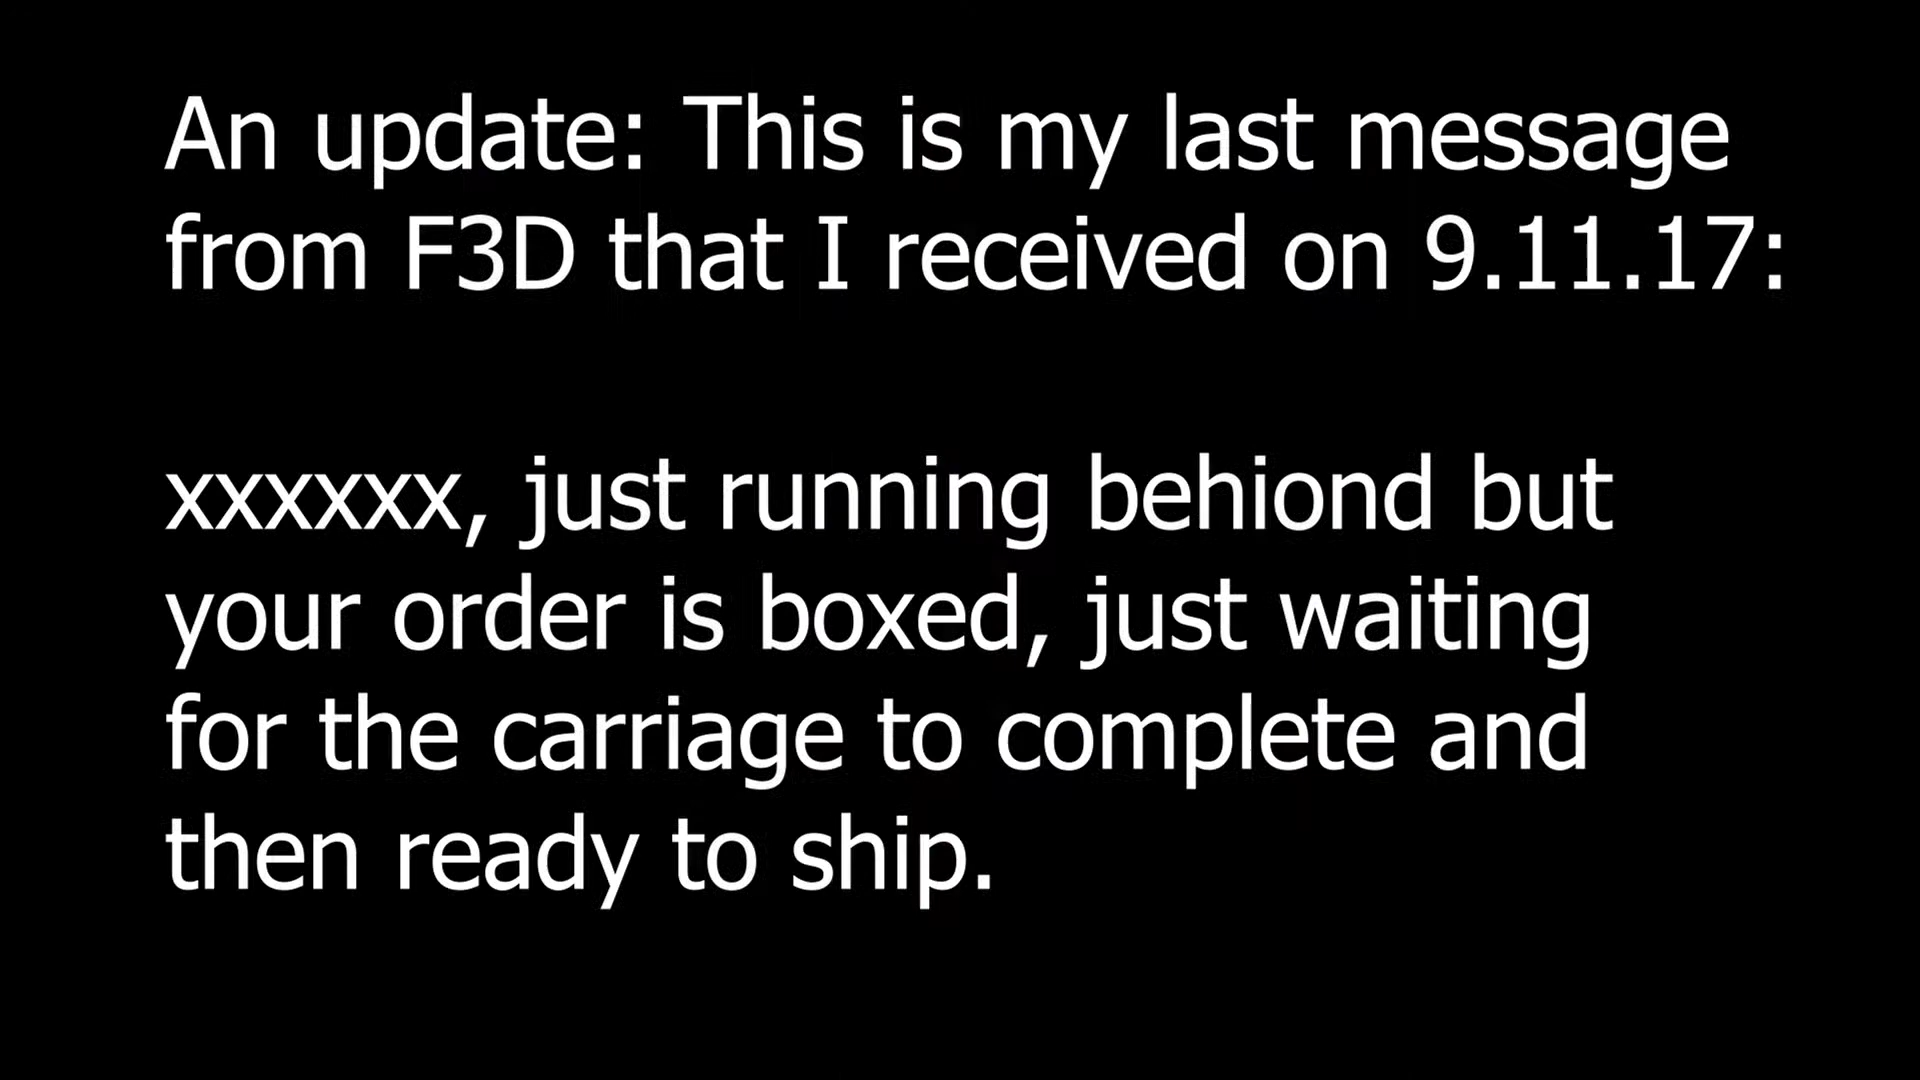 An update: This is my last message
from F3D that I received on 9.11.17:
xxxxxx, just running behiond but
your order is boxed, just waiting
for the carriage to complete and
then ready to ship.